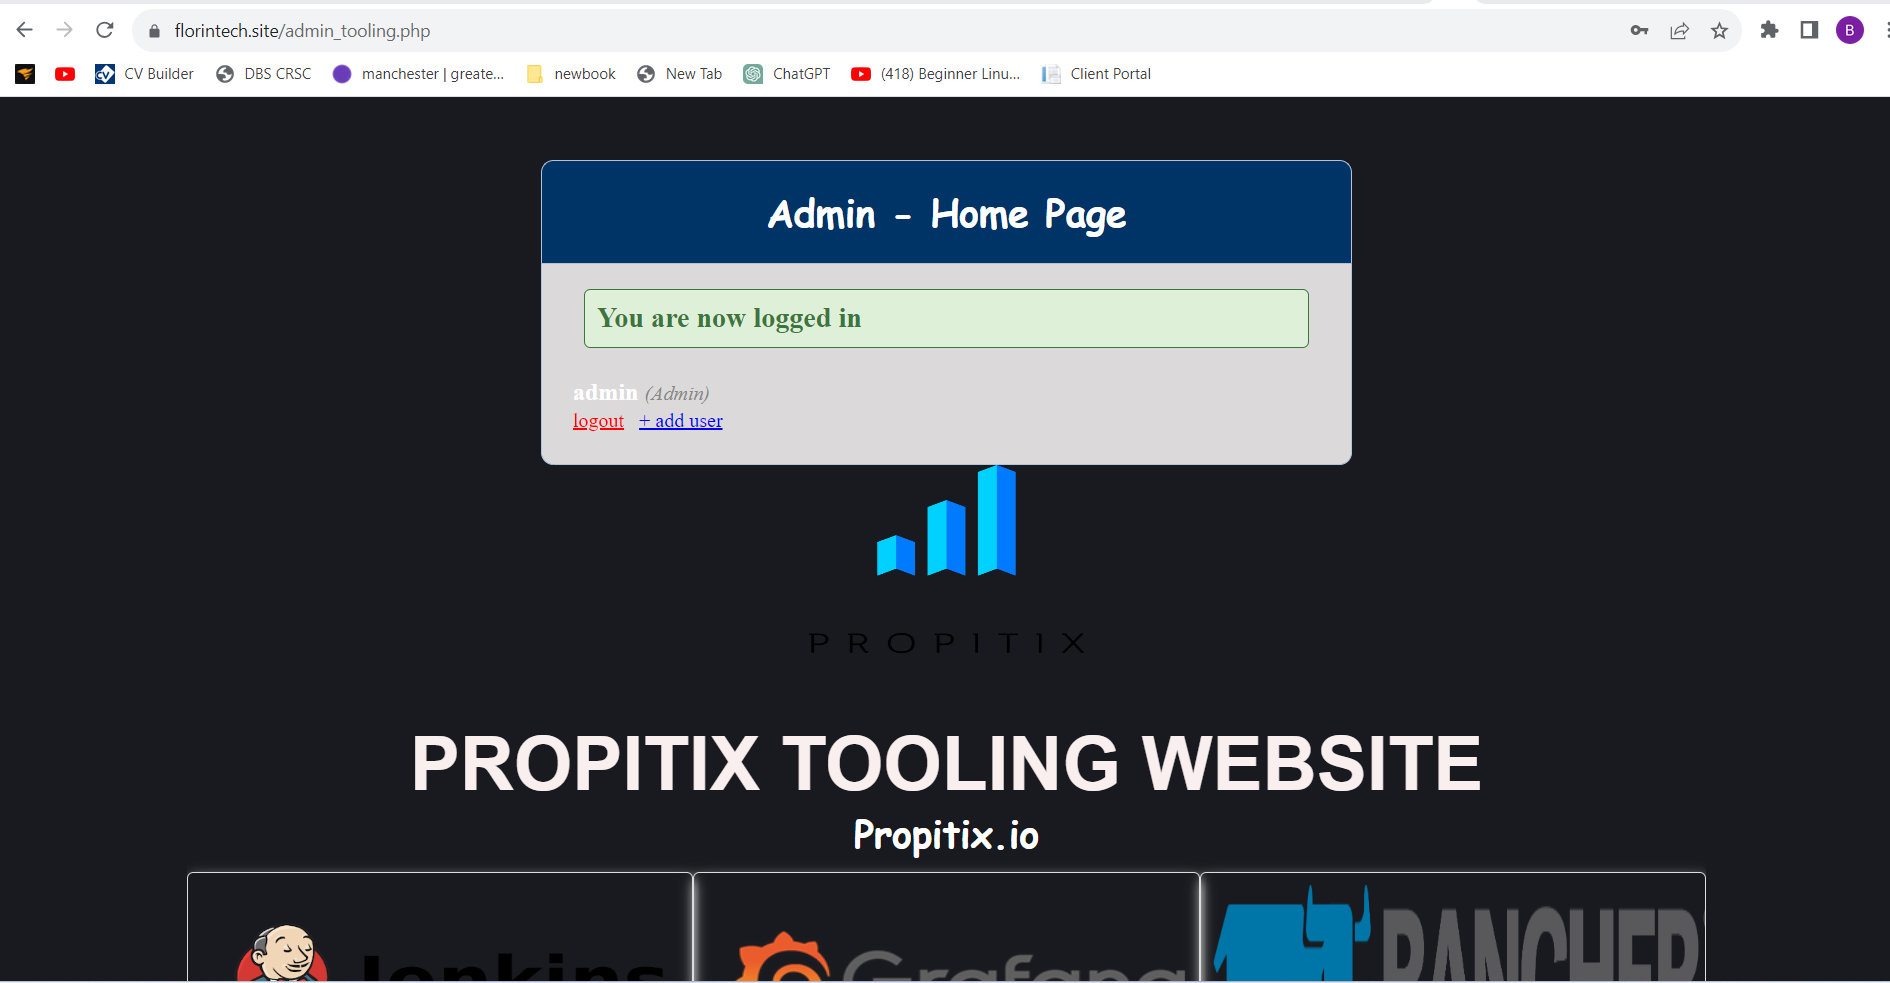 florintech.site/admin_tooling.php
B
CV Builder
DBS CRSC
manchester | greate...
newbook
New Tab
ChatGPT
(418) Beginner Linu...
Client Portal
Admin - Home Page
You are now logged in
admin (Admin)
logout + add user
PROPITIX
PROPITIX TOOLING WEBSITE
Propitix.io
Jenkins
Grafana
RANCHER